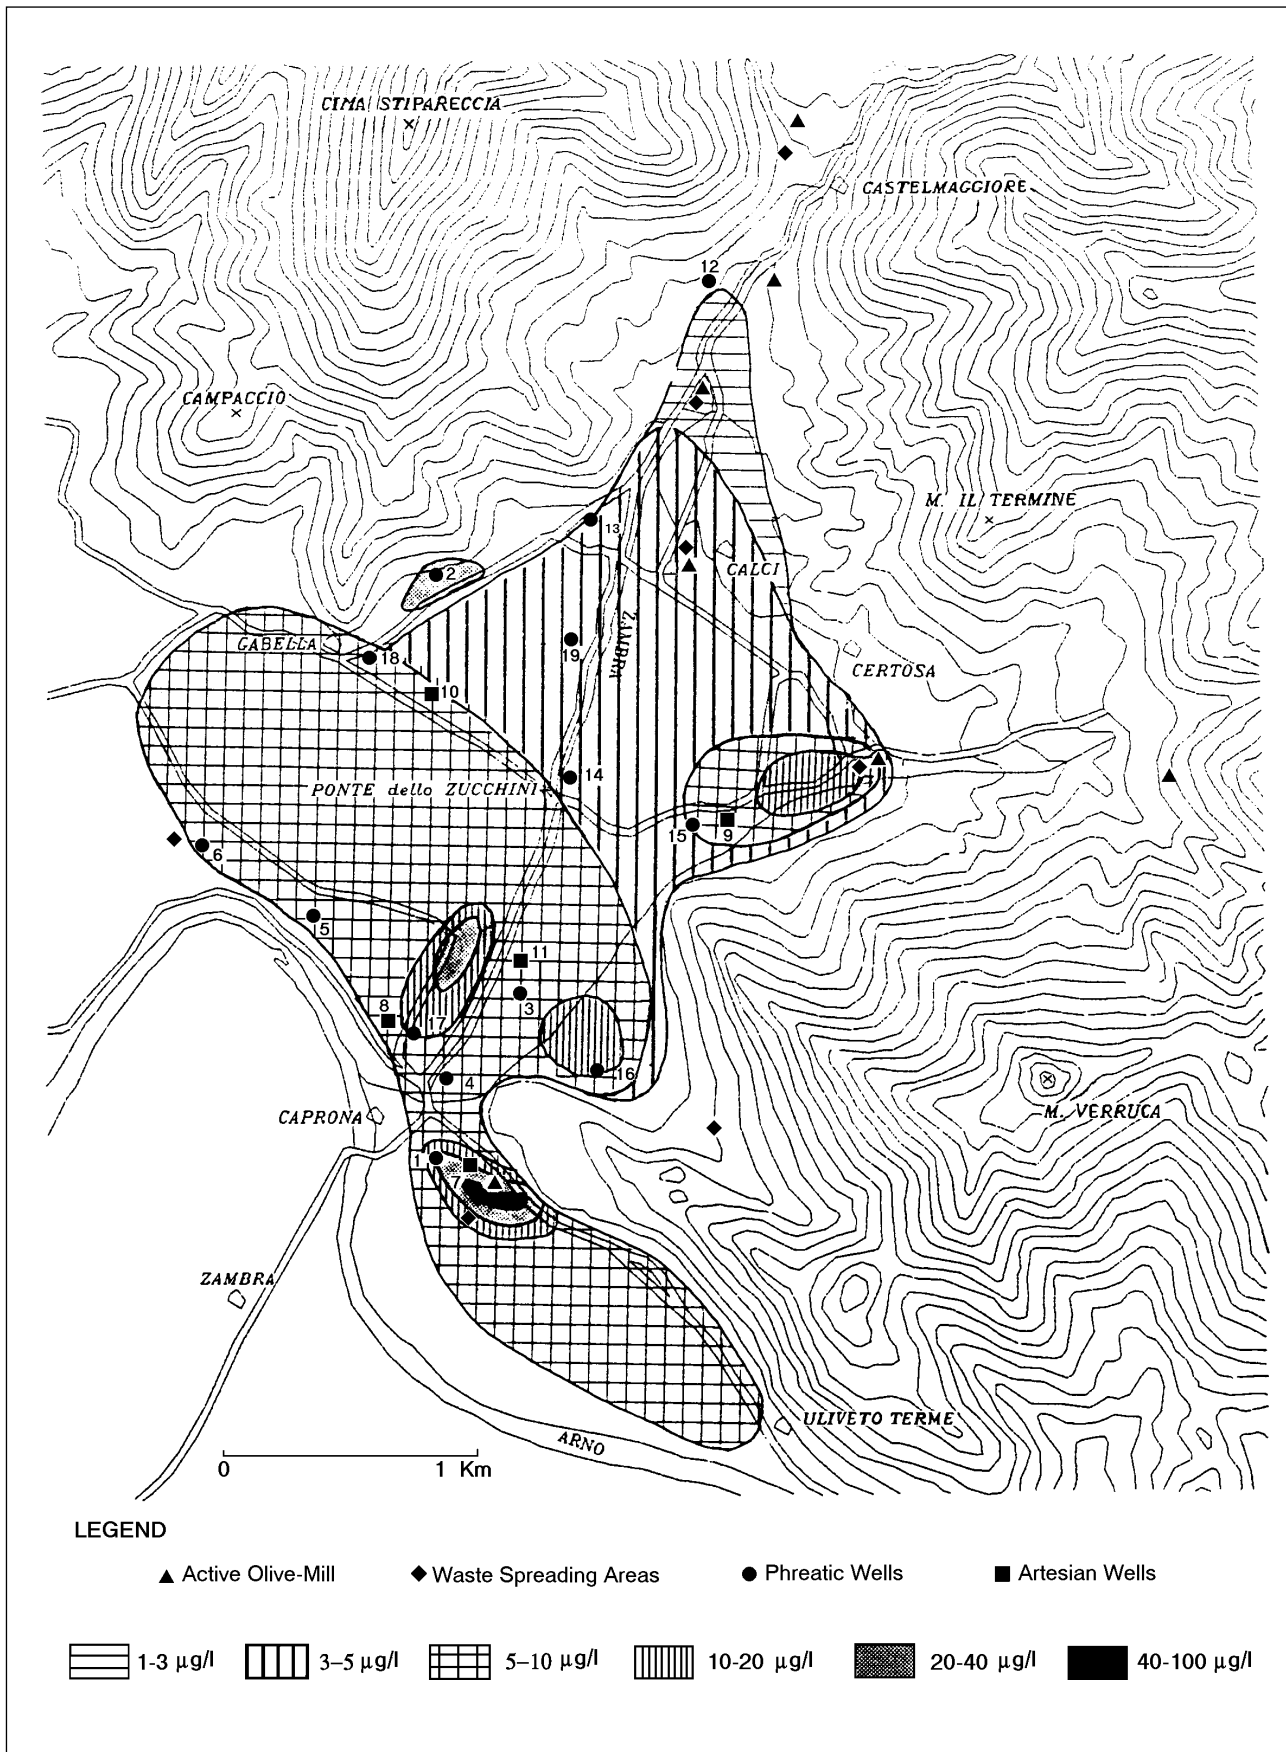 CIMA STIPARECCIA
CASTELMAGGIORE
12
CAMPACCIO
M. IL TERMINE
13
CALCI
2
ZAMBRA
GABELLA
18
19
CERTOSA
10
14
PONTE dello ZUCCHINI
15
9
6
5
11
3
8
17
16
4
CAPRONA
M. VERRUCA
1
7
ZAMBRA
ULIVETO TERME
ARNO
0 1 Km
LEGEND
Active Olive-Mill Waste Spreading Areas Phreatic Wells Artesian Wells
1-3 µg/l 3–5 µg/l 5–10 µg/l 10-20 µg/l 20-40 µg/l 40-100 µg/l